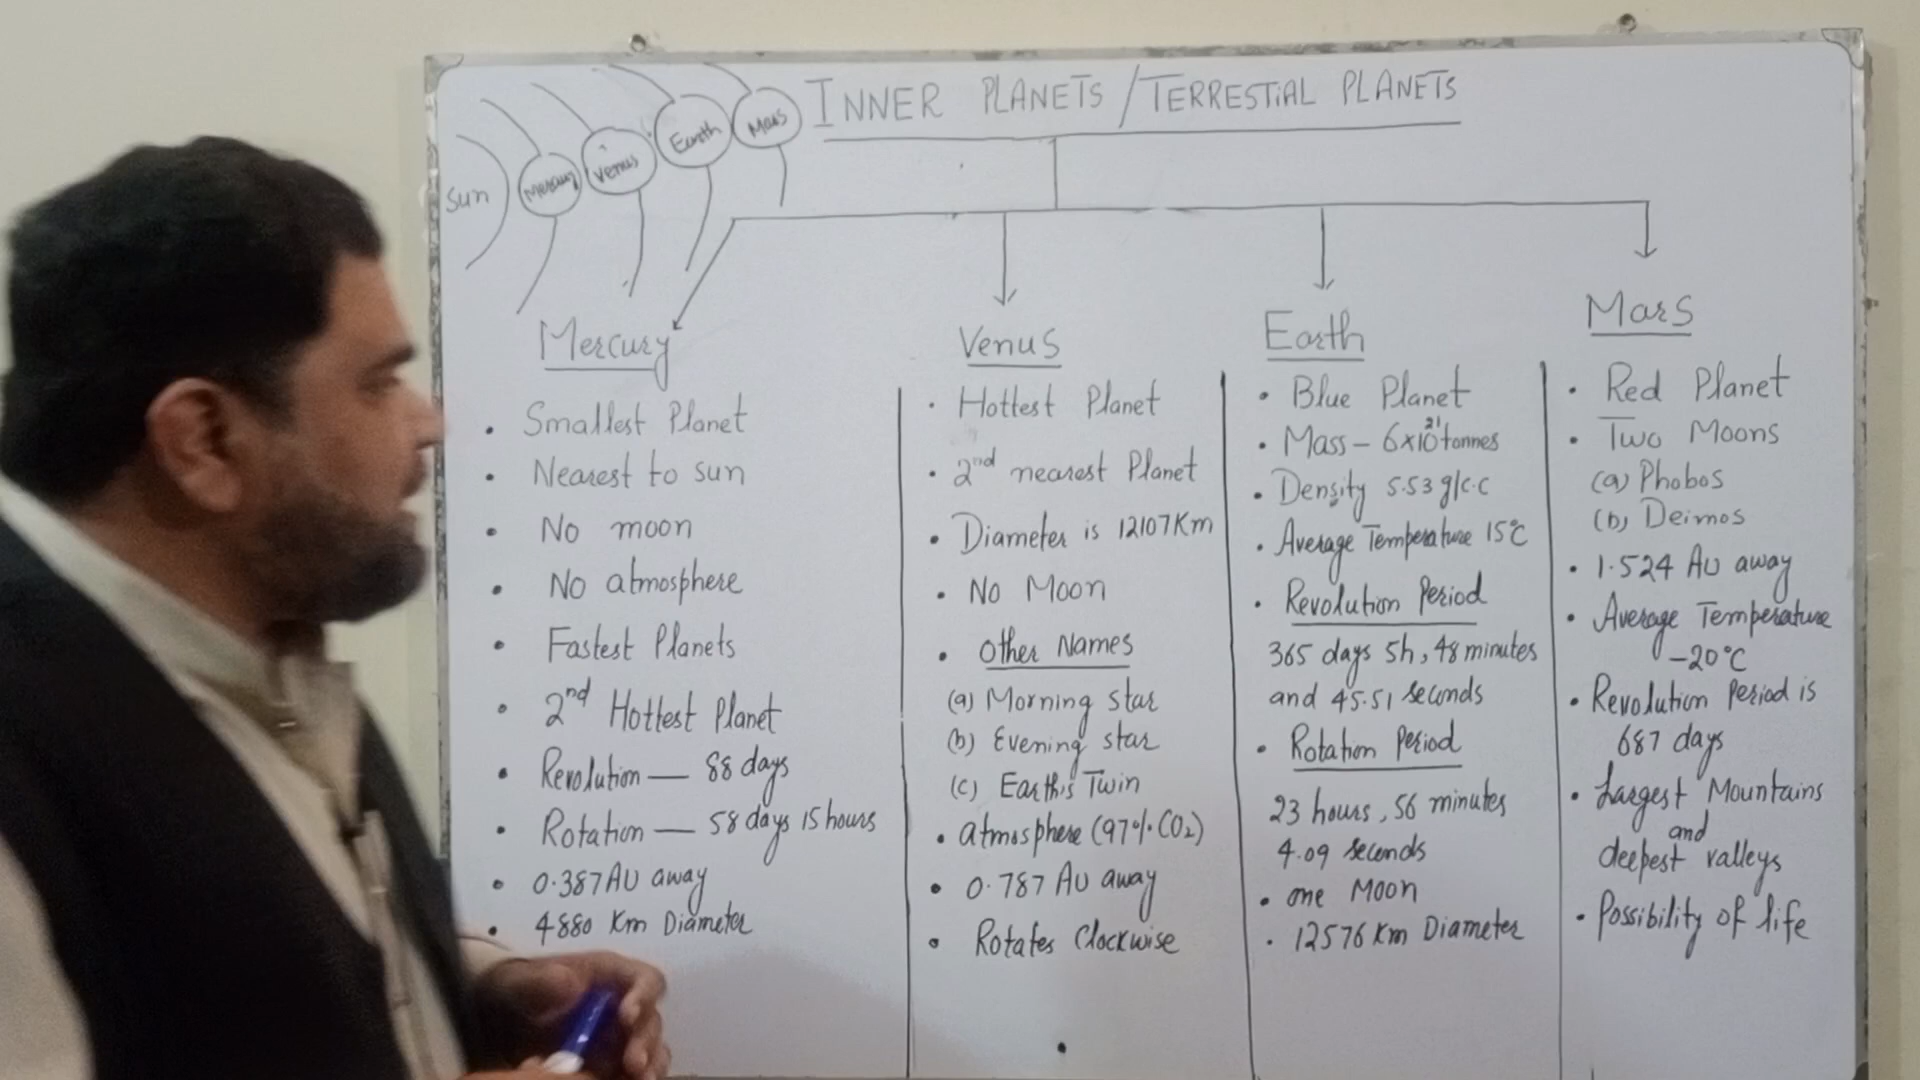 INNER PLANETS / TERRESTIAL PLANETS
Sun
Mercury
Venus
Earth
Mars
Mercury
• Smallest Planet
• Nearest to sun
• No moon
• No atmosphere
• Fastest Planets
• 2nd Hottest Planet
• Revolution — 88 days
• Rotation — 58 days 15 hours
• 0.387 AU away
• 4880 Km Diameter
Venus
• Hottest Planet
• 2nd nearest Planet
• Diameter is 12107 Km
• No Moon
• Other Names
(a) Morning star
(b) Evening star
(c) Earth's Twin
• Atmosphere (97% CO2)
• 0.787 AU away
• Rotates Clockwise
Earth
• Blue Planet
• Mass – 6×10^21 tonnes
• Density 5.53 g/c.c
• Average Temperature 15°C
• Revolution Period
365 days 5h, 48 minutes
and 45.51 seconds
• Rotation Period
23 hours, 56 minutes
4.09 seconds
• one Moon
• 12576 Km Diameter
Mars
• Red Planet
• Two Moons
(a) Phobos
(b) Deimos
• 1.524 AU away
• Average Temperature
–20°C
• Revolution Period is
687 days
• Largest Mountains
and
deepest valleys
• Possibility of life